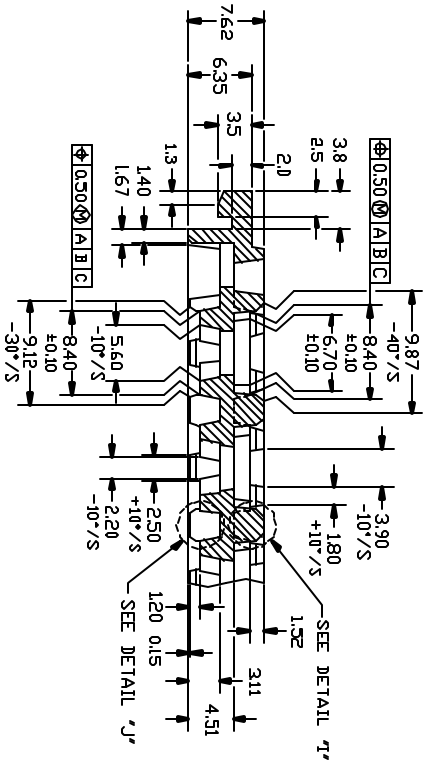 7.62
6.35
3.5
2.0
1.3
2.5
3.8
1.40
1.67
⌖ 0.50 Ⓜ A B C
⌖ 0.50 Ⓜ A B C
9.87
-40°/S
8.40
±0.10
6.70
±0.10
5.60
-10°/S
8.40
±0.10
9.12
-30°/S
3.90
-10°/S
1.80
+10°/S
2.50
+10°/S
2.20
-10°/S
1.52
1.20
0.15
3.11
4.51
SEE DETAIL "I"
SEE DETAIL "J"